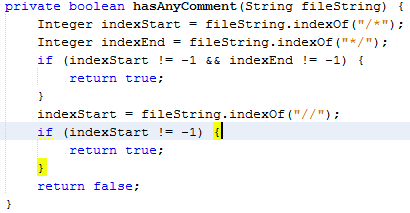 private boolean hasAnyComment(String fileString) {
    Integer indexStart = fileString.indexOf("/*");
    Integer indexEnd = fileString.indexOf("*/");
    if (indexStart != -1 && indexEnd != -1) {
        return true;
    }
    indexStart = fileString.indexOf("//");
    if (indexStart != -1) {
        return true;
    }
    return false;
}